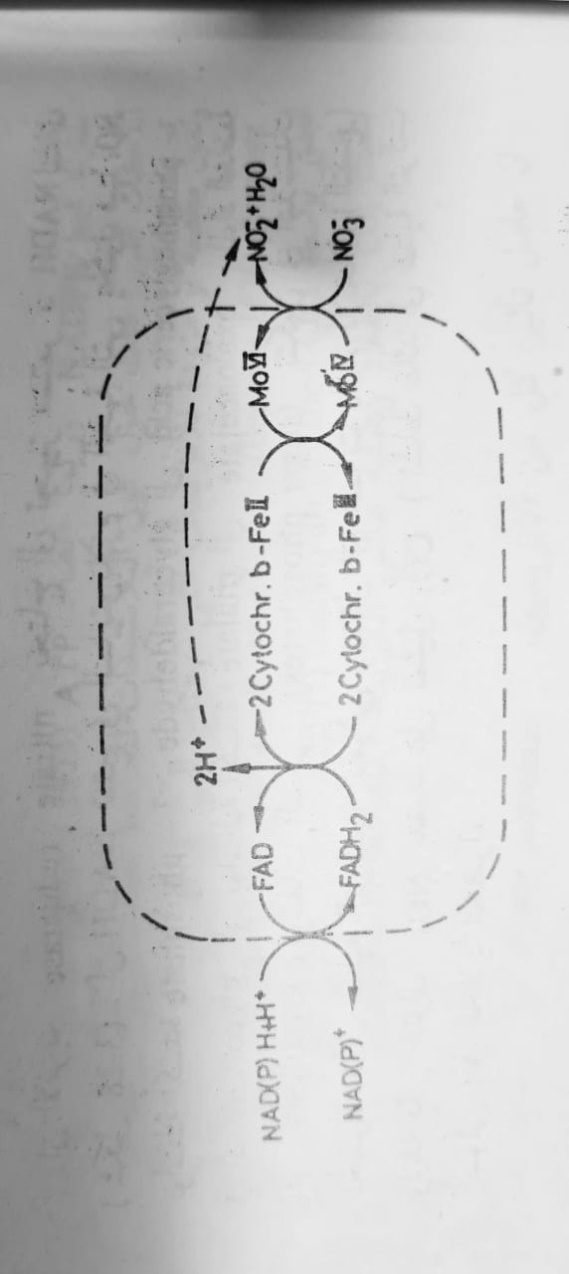 2H⁺
NAD(P)H+H⁺ FAD 2Cytochr. b-FeII MoVI NO₂⁻+H₂O
NAD(P)⁺ FADH₂ 2Cytochr. b-FeIII MoIV NO₃⁻